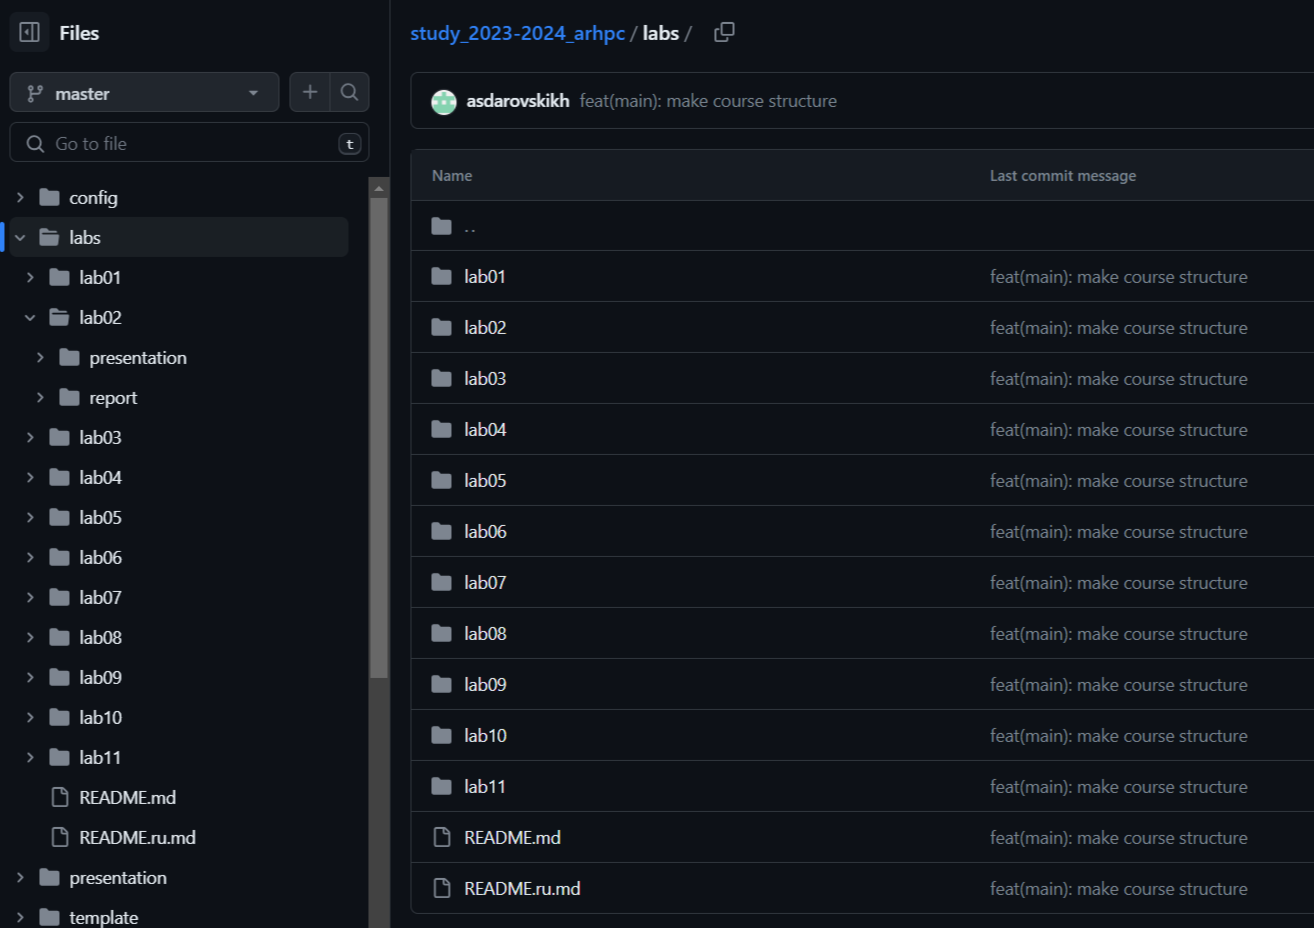 Files
master
Go to file
t
config
labs
lab01
lab02
presentation
report
lab03
lab04
lab05
lab06
lab07
lab08
lab09
lab10
lab11
README.md
README.ru.md
presentation
template
study_2023-2024_arhpc / labs /
asdarovskikh feat(main): make course structure
Name Last commit message
..
lab01 feat(main): make course structure
lab02 feat(main): make course structure
lab03 feat(main): make course structure
lab04 feat(main): make course structure
lab05 feat(main): make course structure
lab06 feat(main): make course structure
lab07 feat(main): make course structure
lab08 feat(main): make course structure
lab09 feat(main): make course structure
lab10 feat(main): make course structure
lab11 feat(main): make course structure
README.md feat(main): make course structure
README.ru.md feat(main): make course structure